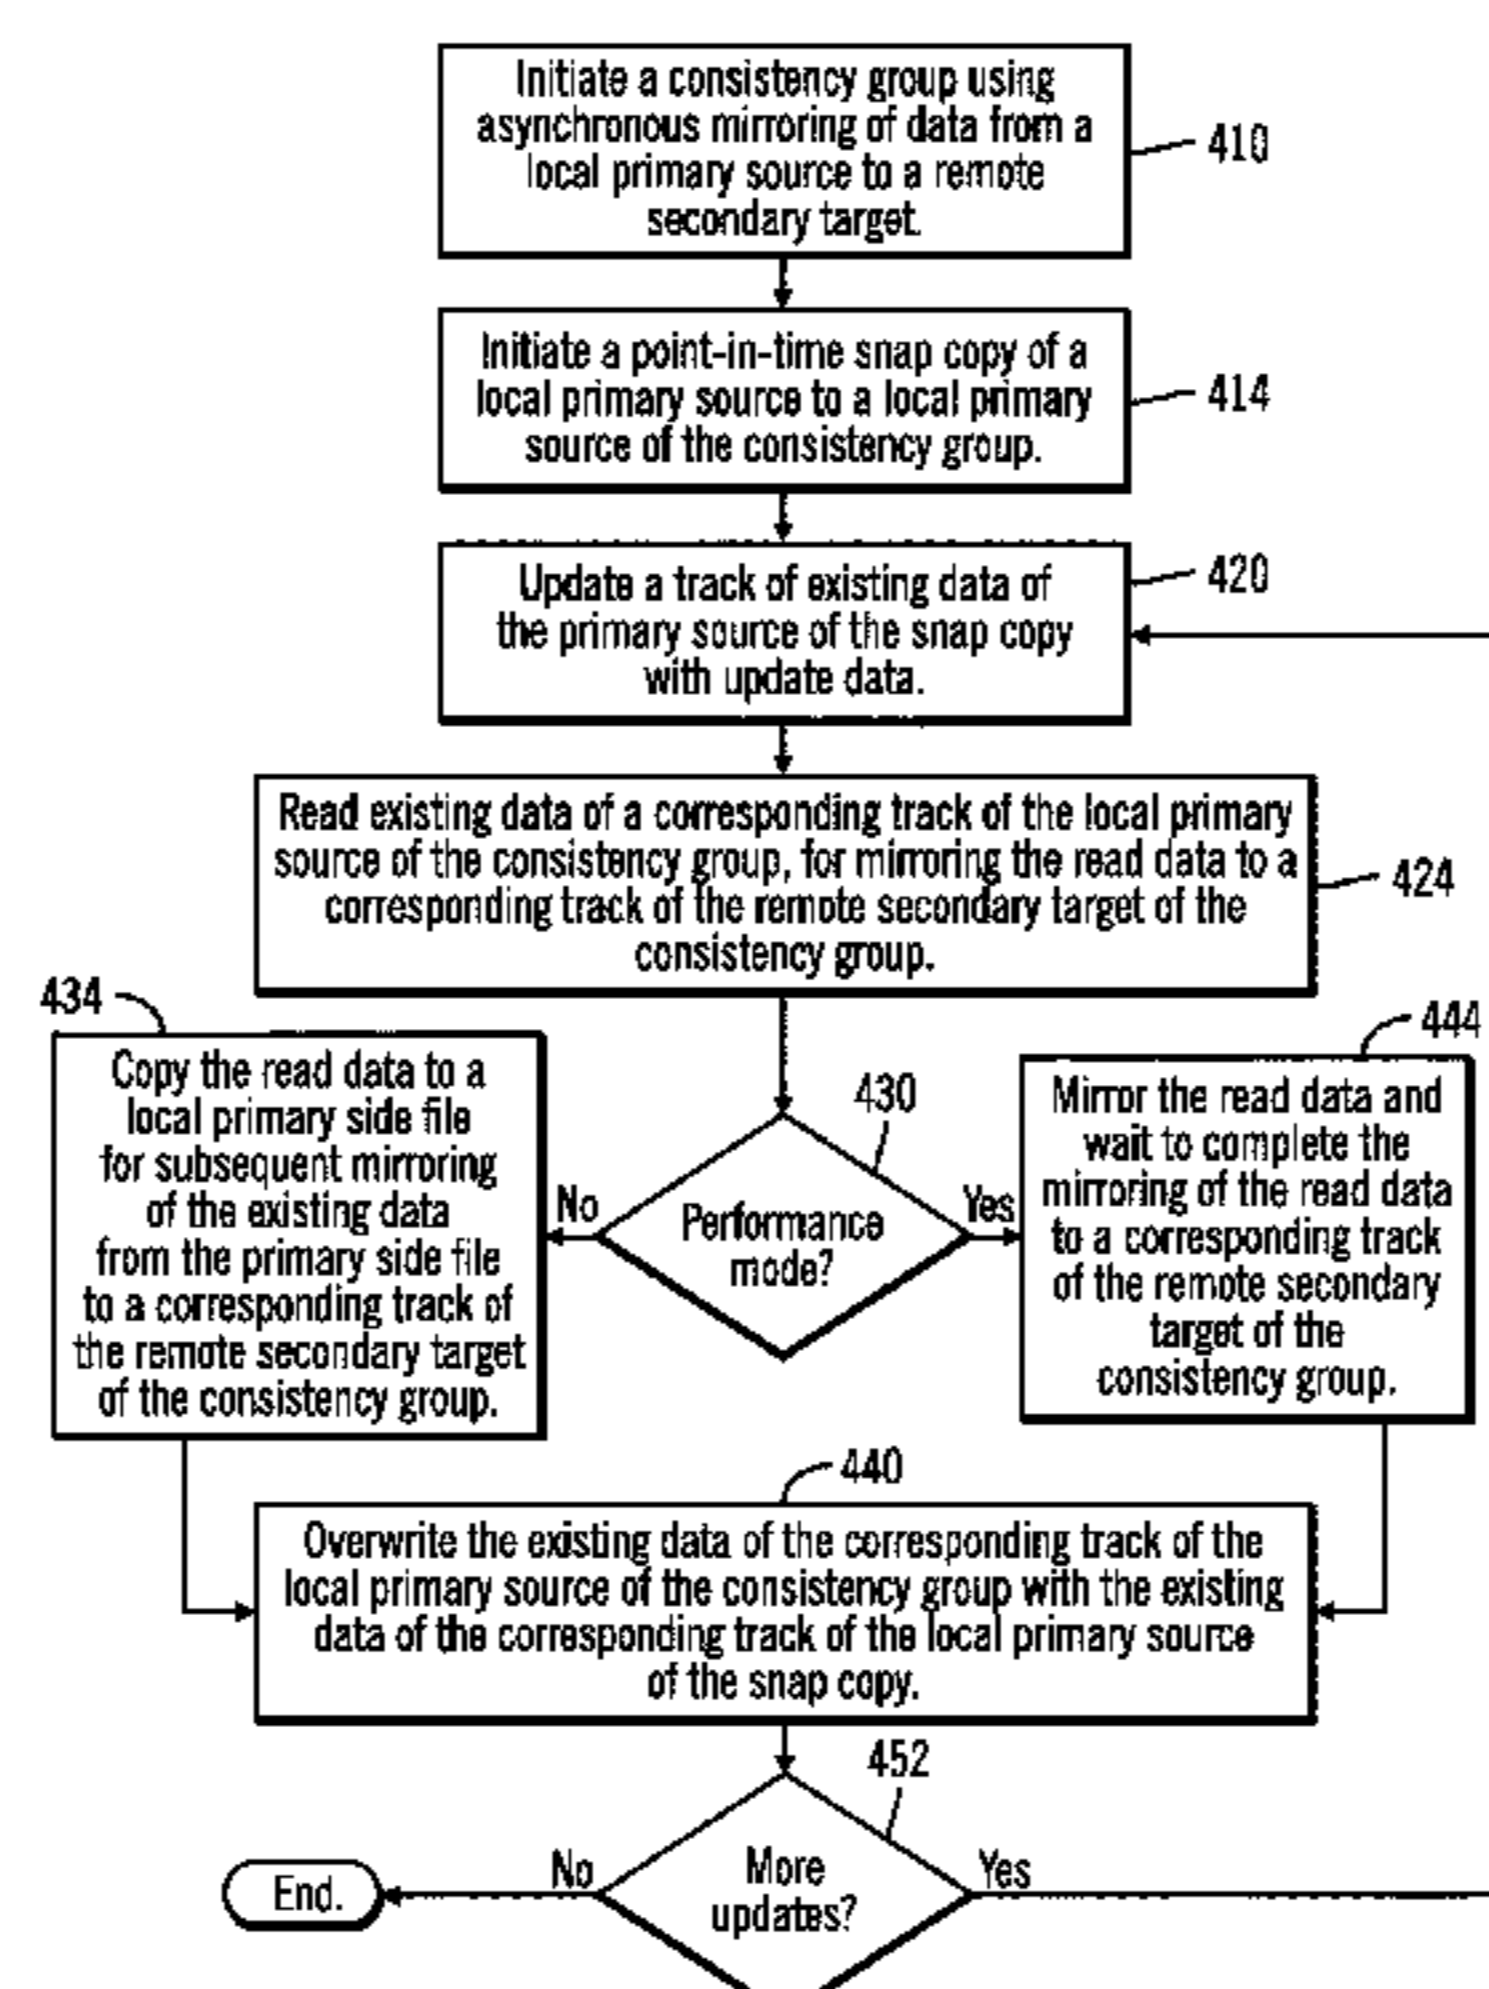 Initiate a consistency group using
asynchronous mirroring of data from a
local primary source to a remote
secondary target.
410
Initiate a point-in-time snap copy of a
local primary source to a local primary
source of the consistency group.
414
Update a track of existing data of
the primary source of the snap copy
with update data.
420
Read existing data of a corresponding track of the local primary
source of the consistency group, for mirroring the read data to a
corresponding track of the remote secondary target of the
consistency group.
424
434
Copy the read data to a
local primary side file
for subsequent mirroring
of the existing data
from the primary side file
to a corresponding track of
the remote secondary target
of the consistency group.
No
430
Performance
mode?
Yes
444
Mirror the read data and
wait to complete the
mirroring of the read data
to a corresponding track
of the remote secondary
target of the
consistency group.
440
Overwrite the existing data of the corresponding track of the
local primary source of the consistency group with the existing
data of the corresponding track of the local primary source
of the snap copy.
452
End.
No
More
updates?
Yes